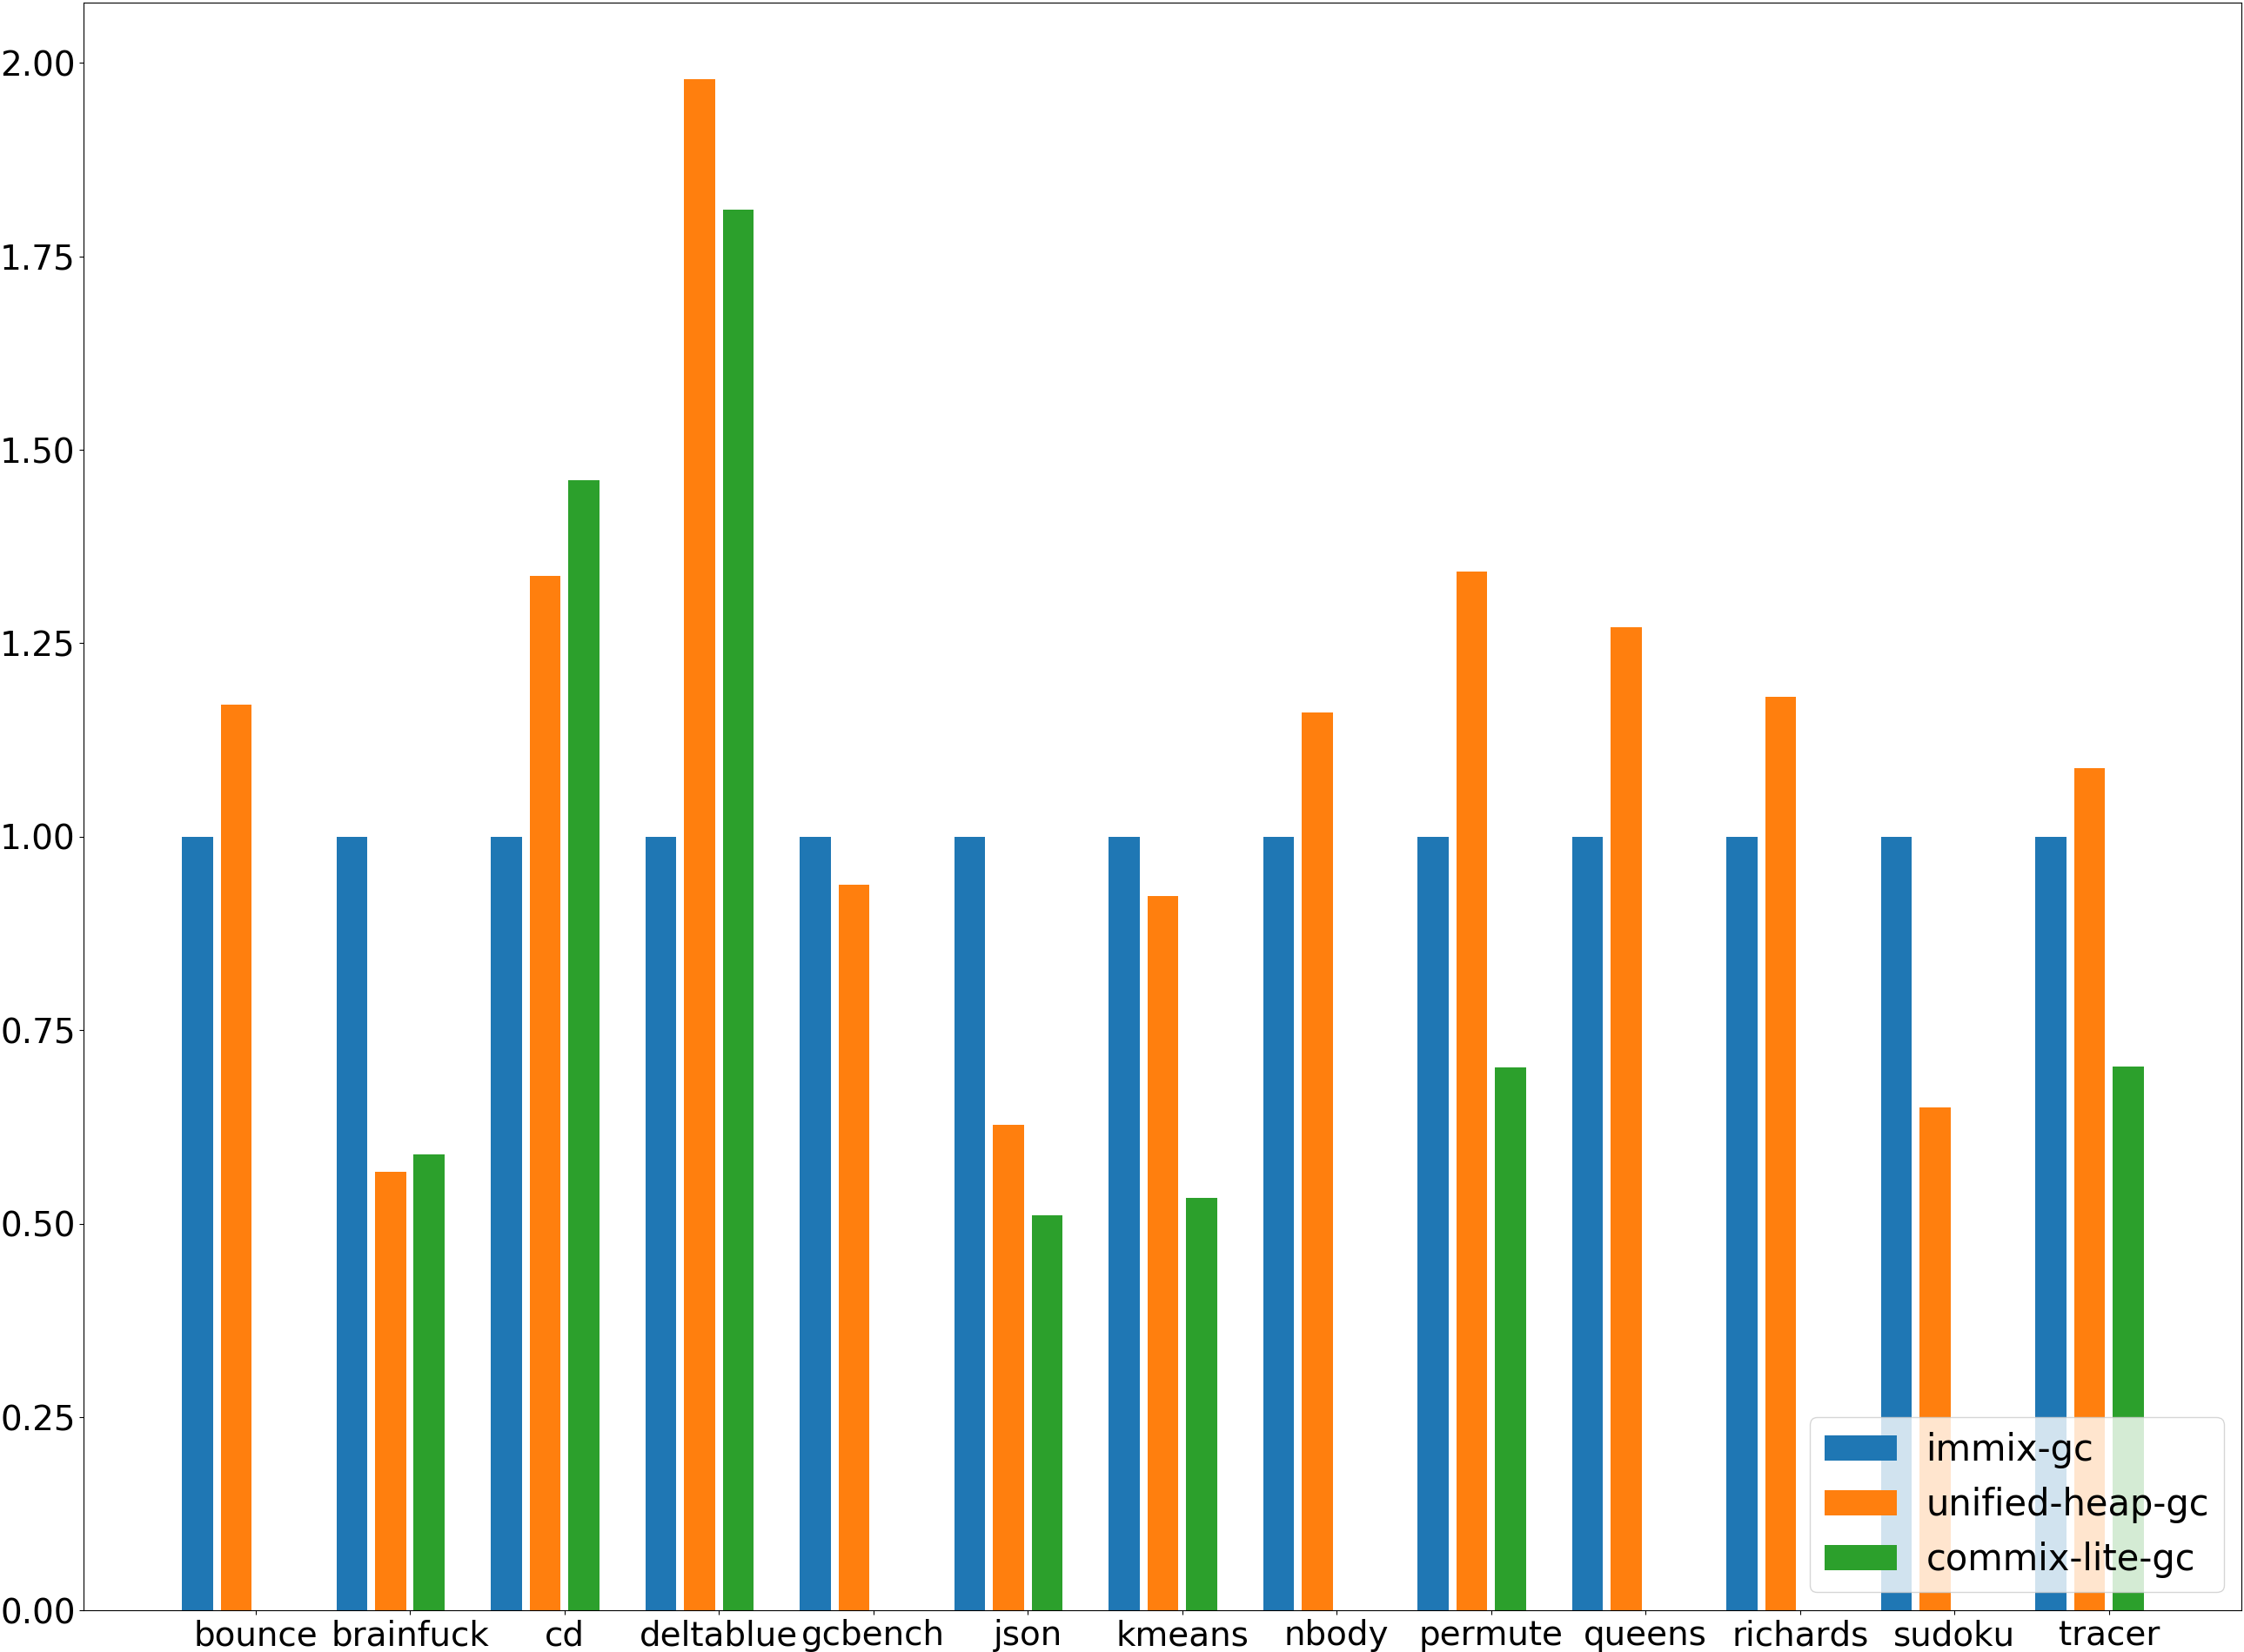 2.00
1.75
1.50
1.25
1.00
0.75
0.50
0.25
0.00
bounce brainfuck cd deltablue gcbench json kmeans nbody permute queens richards sudoku tracer
immix-gc
unified-heap-gc
commix-lite-gc